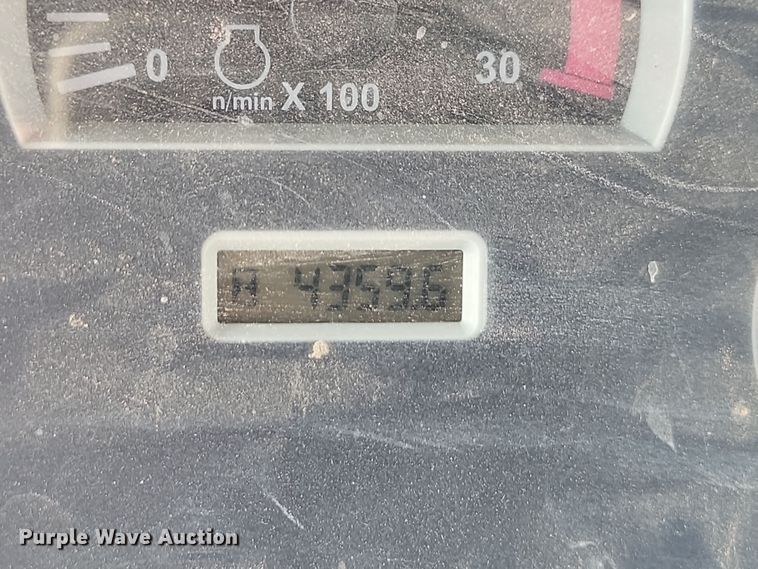 0 30
n/min X 100
4359.6
Purple Wave Auction